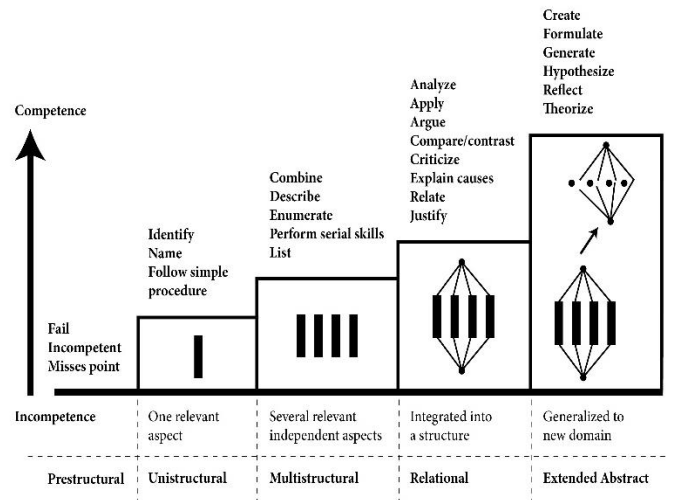 Competence
Incompetence
Fail
Incompetent
Misses point
Identify
Name
Follow simple
procedure
Combine
Describe
Enumerate
Perform serial skills
List
Analyze
Apply
Argue
Compare/contrast
Criticize
Explain causes
Relate
Justify
Create
Formulate
Generate
Hypothesize
Reflect
Theorize
One relevant
aspect
Several relevant
independent aspects
Integrated into
a structure
Generalized to
new domain
Prestructural
Unistructural
Multistructural
Relational
Extended Abstract